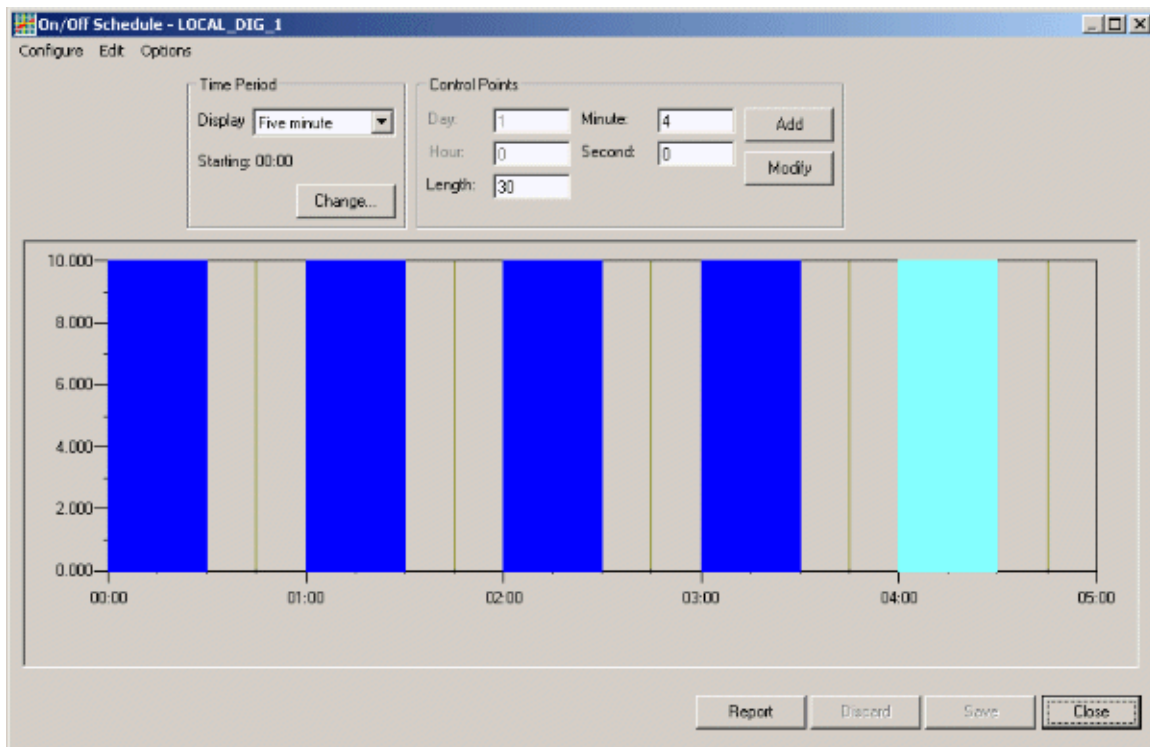 On/Off Schedule - LOCAL_DIG_1
Configure Edit Options
Time Period
Display Five minute
Starting: 00:00
Change...
Control Points
Day: 1 Minute: 4 Add
Hour: 0 Second: 0 Modify
Length: 30
10.000
8.000
6.000
4.000
2.000
0.000
00:00 01:00 02:00 03:00 04:00 05:00
Report Discard Save Close